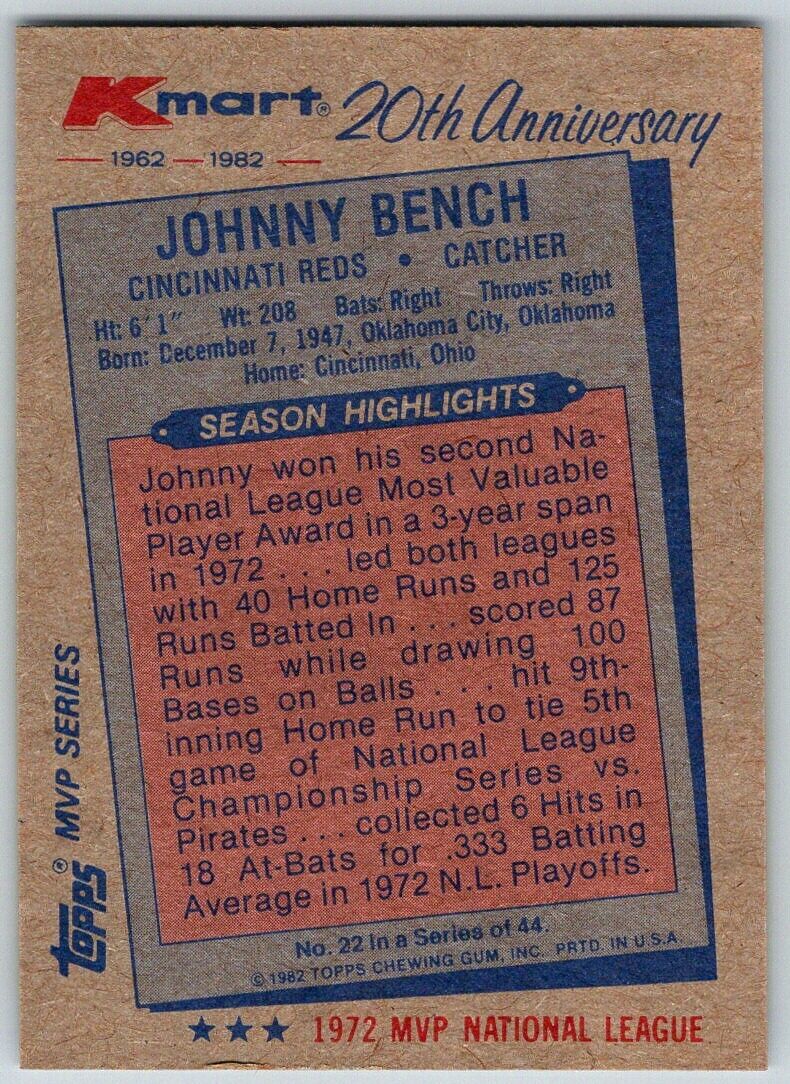 Kmart® 20th Anniversary
1962 — 1982
JOHNNY BENCH
CINCINNATI REDS • CATCHER
Ht: 6'1" Wt: 208 Bats: Right Throws: Right
Born: December 7, 1947, Oklahoma City, Oklahoma
Home: Cincinnati, Ohio
SEASON HIGHLIGHTS
Johnny won his second Na-
tional League Most Valuable
Player Award in a 3-year span
in 1972 . . . led both leagues
with 40 Home Runs and 125
Runs Batted In . . . scored 87
Runs while drawing 100
Bases on Balls . . . hit 9th-
inning Home Run to tie 5th
game of National League
Championship Series vs.
Pirates . . . collected 6 Hits in
18 At-Bats for .333 Batting
Average in 1972 N.L. Playoffs.
No. 22 in a Series of 44.
© 1982 TOPPS CHEWING GUM, INC. PRTD. IN U.S.A.
topps® MVP SERIES
★★★ 1972 MVP NATIONAL LEAGUE